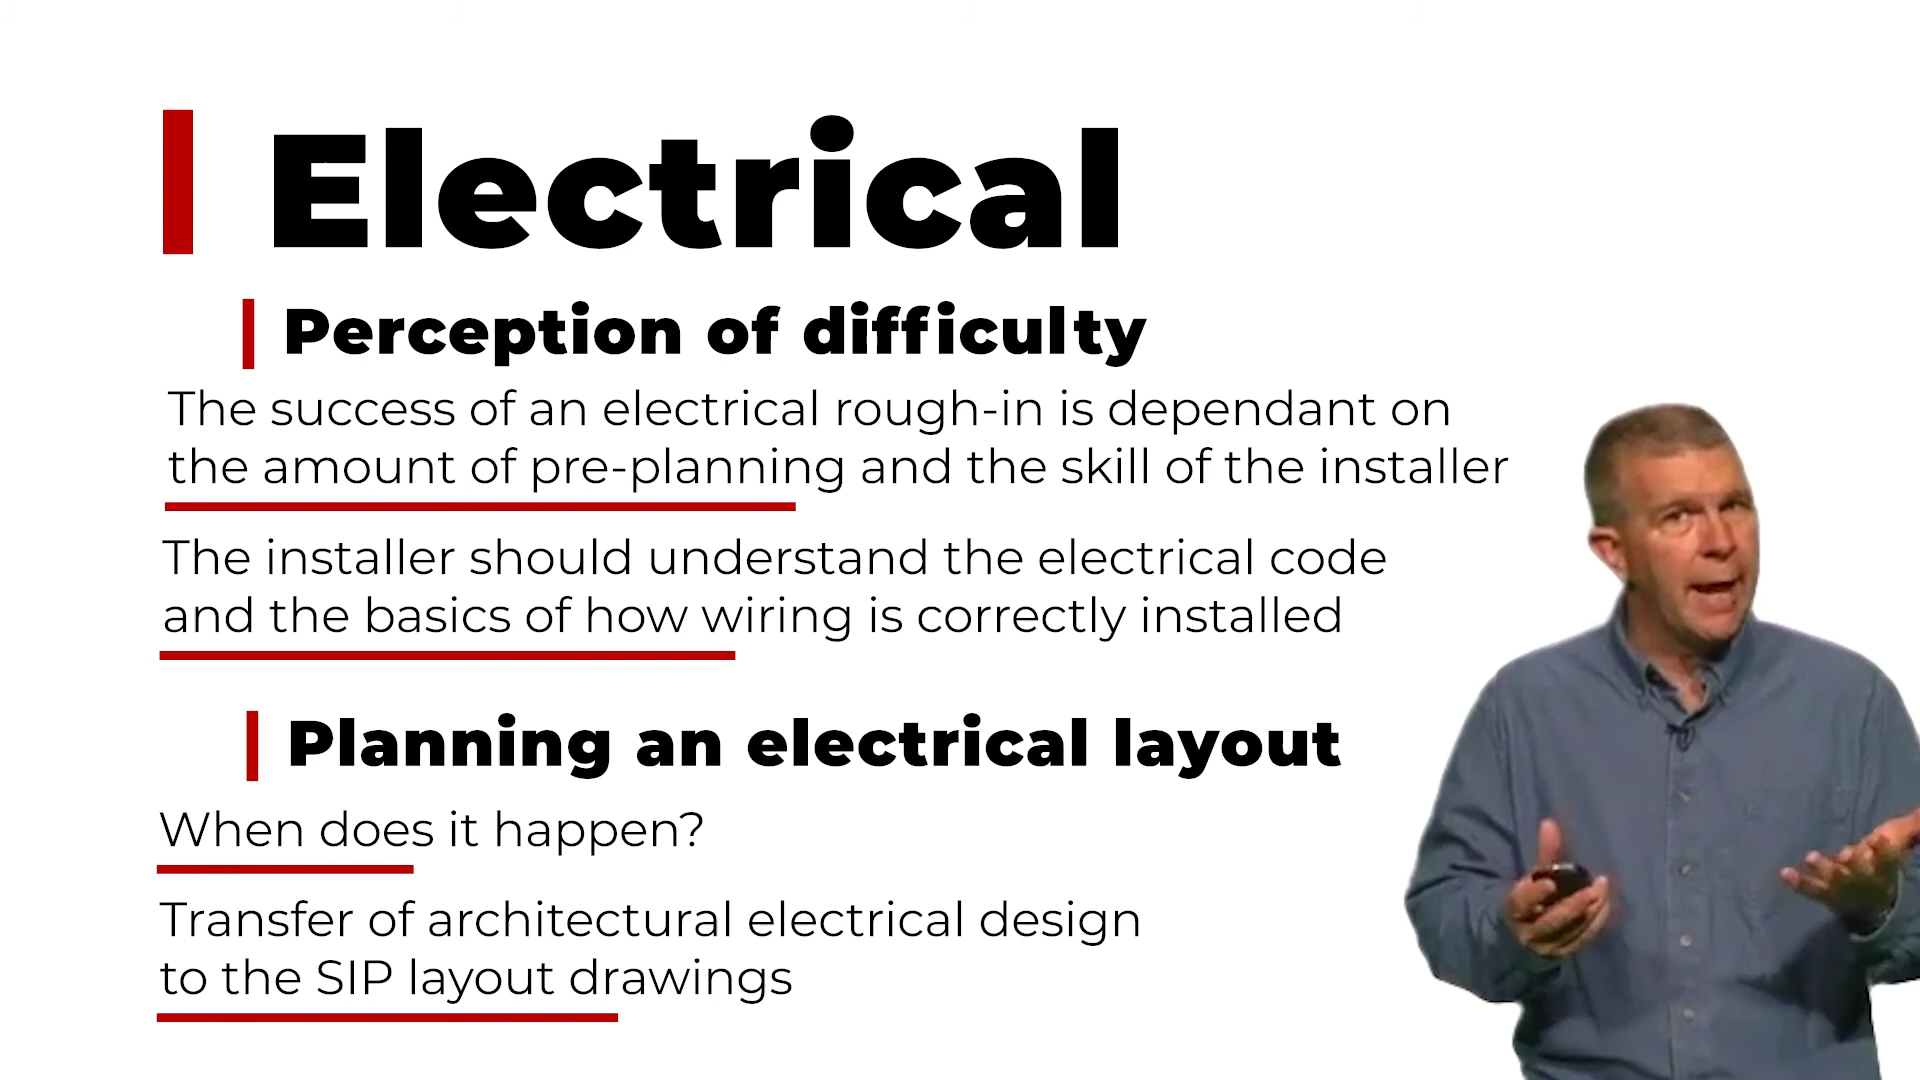 Electrical
Perception of difficulty
The success of an electrical rough-in is dependant on
the amount of pre-planning and the skill of the installer
The installer should understand the electrical code
and the basics of how wiring is correctly installed
Planning an electrical layout
When does it happen?
Transfer of architectural electrical design
to the SIP layout drawings